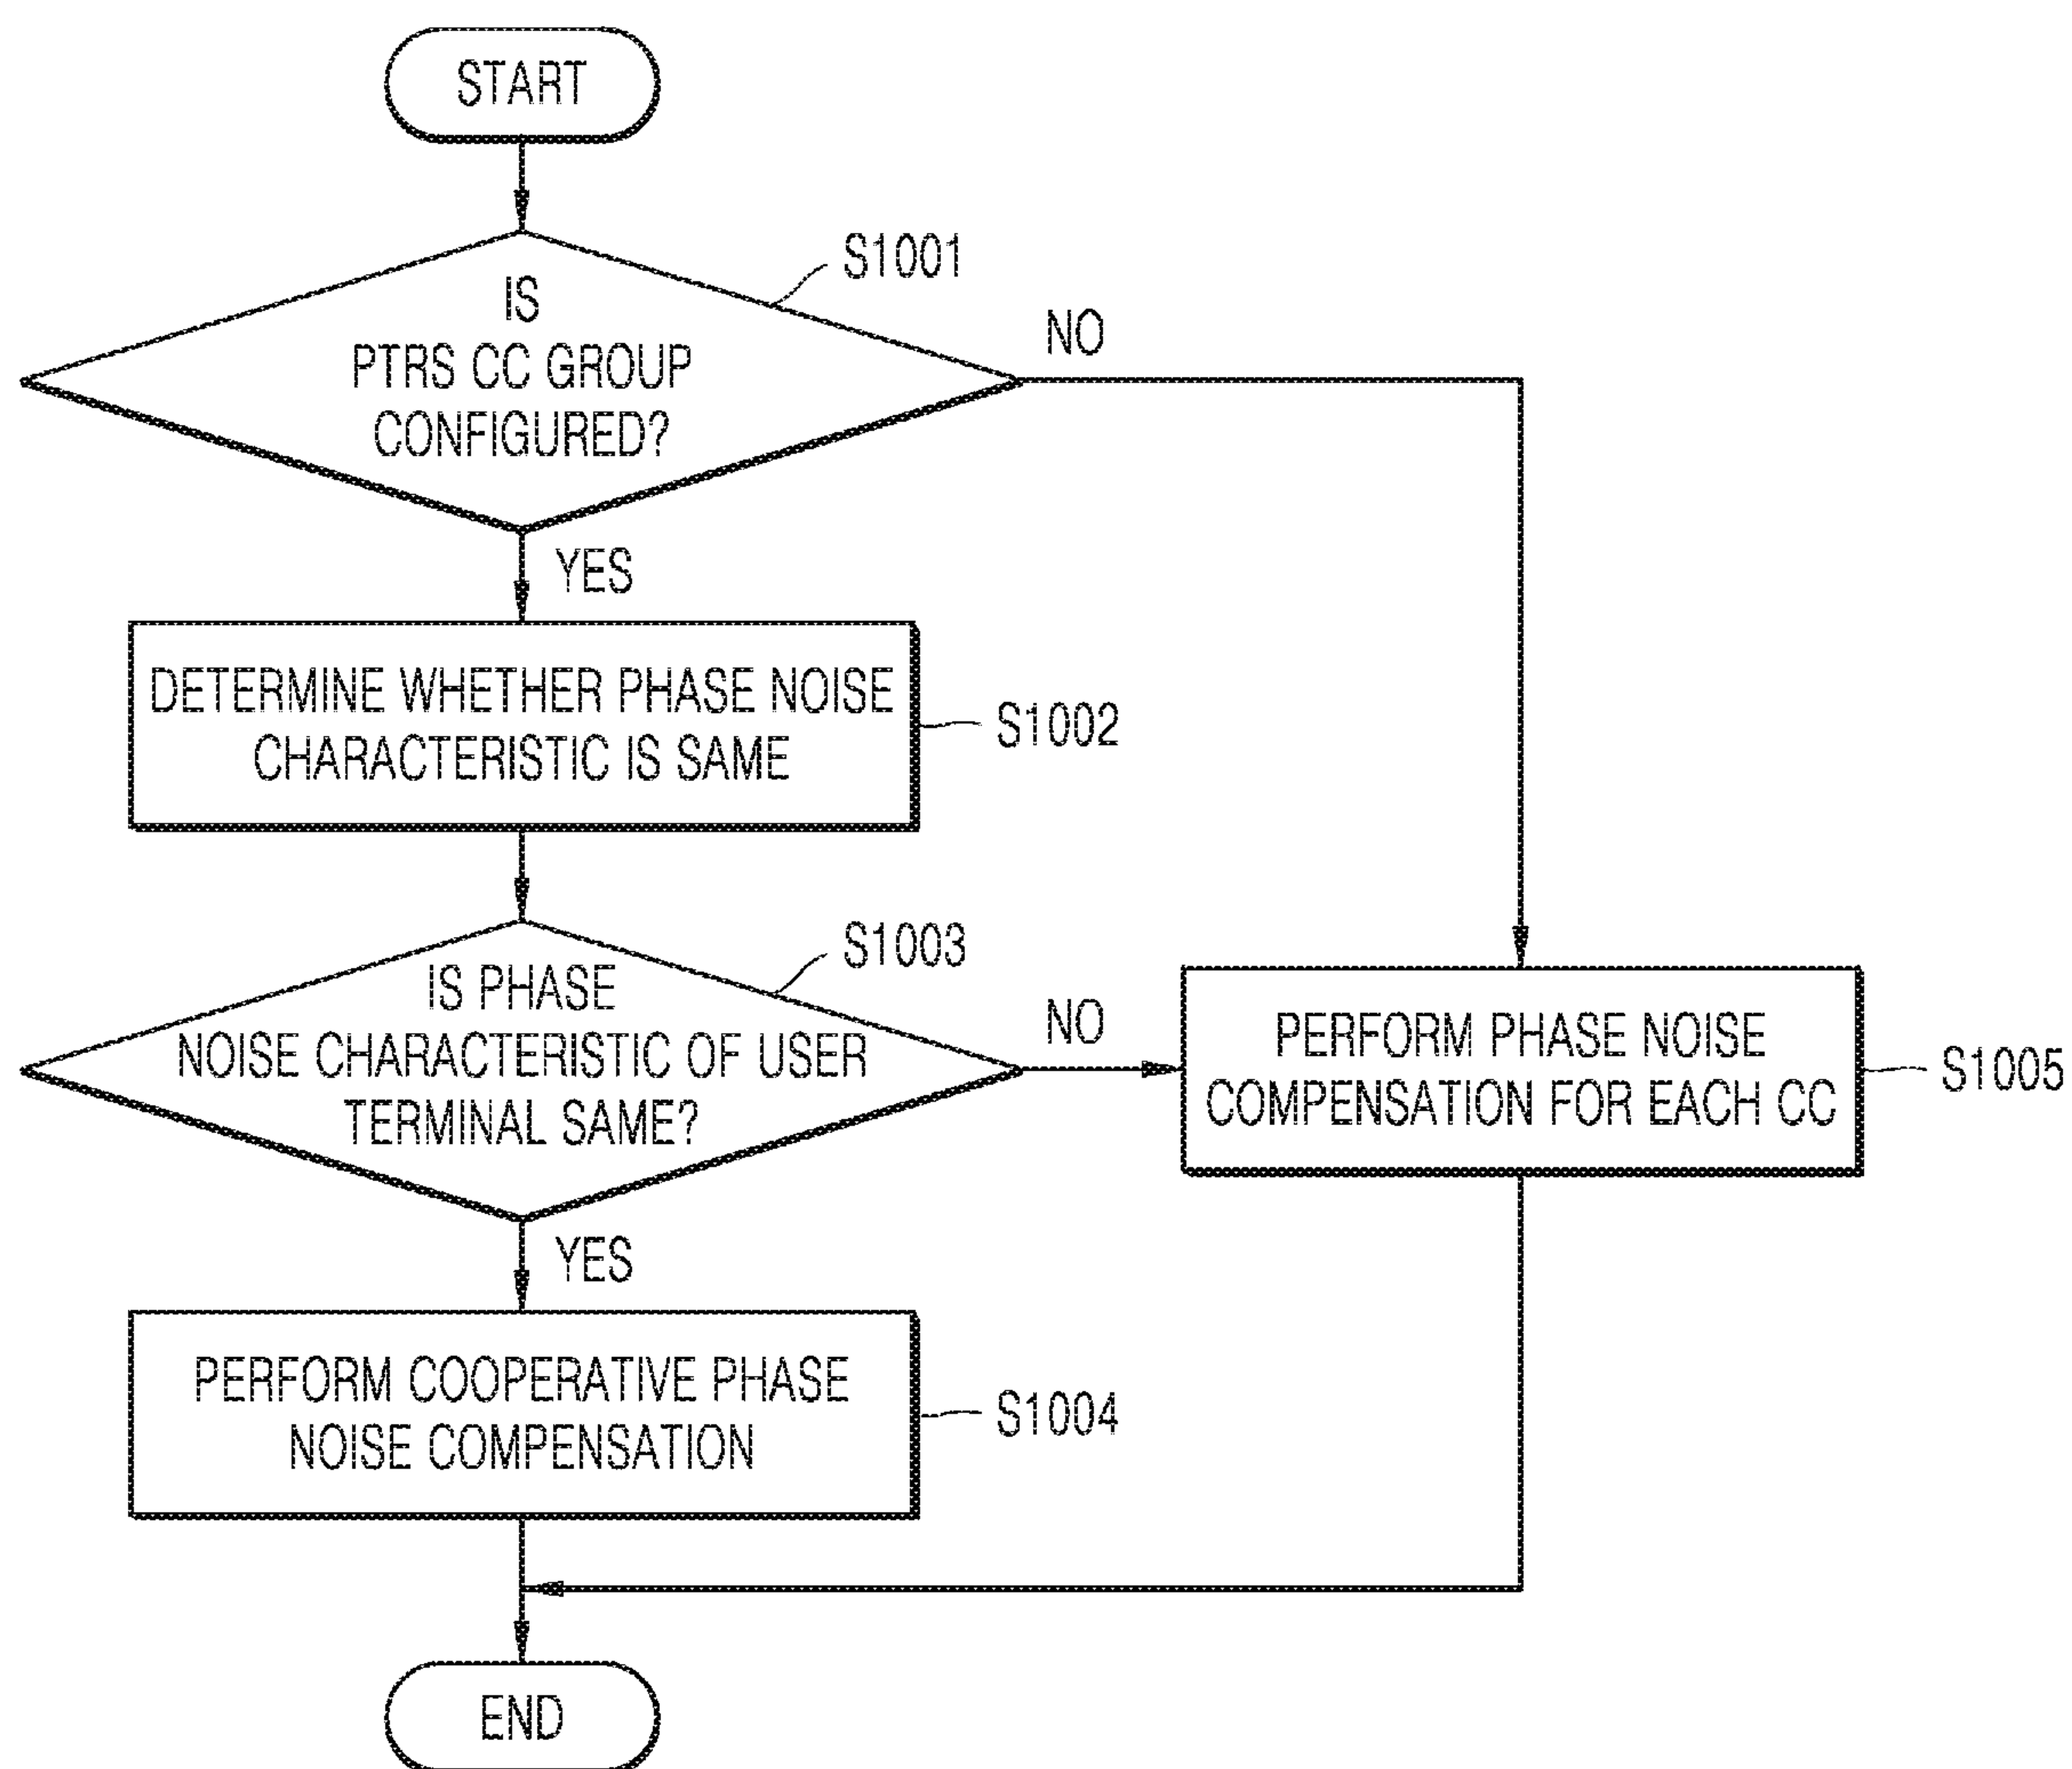 START
S1001
IS
PTRS CC GROUP
CONFIGURED?
NO
YES
DETERMINE WHETHER PHASE NOISE
CHARACTERISTIC IS SAME
S1002
S1003
IS PHASE
NOISE CHARACTERISTIC OF USER
TERMINAL SAME?
NO
PERFORM PHASE NOISE
COMPENSATION FOR EACH CC
S1005
YES
PERFORM COOPERATIVE PHASE
NOISE COMPENSATION
S1004
END